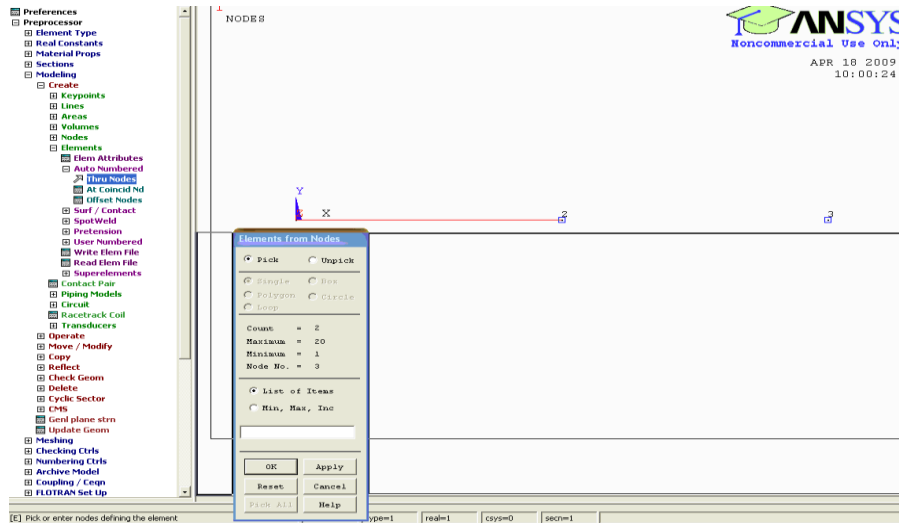 Preferences
Preprocessor
Element Type
Real Constants
Material Props
Sections
Modeling
Create
Keypoints
Lines
Areas
Volumes
Nodes
Elements
Elem Attributes
Auto Numbered
Thru Nodes
At Coincid Nd
Offset Nodes
Surf / Contact
SpotWeld
Pretension
User Numbered
Write Elem File
Read Elem File
Superelements
Contact Pair
Piping Models
Circuit
Racetrack Coil
Transducers
Operate
Move / Modify
Copy
Reflect
Check Geom
Delete
Cyclic Sector
CMS
Genl plane strn
Update Geom
Meshing
Checking Ctrls
Numbering Ctrls
Archive Model
Coupling / Ceqn
FLOTRAN Set Up
1
NODES
ANSYS
Noncommercial Use Only
APR 18 2009
10:00:24
Y
X
2
3
Elements from Nodes
Pick Unpick
Single Box
Polygon Circle
Loop
Count = 2
Maximum = 20
Minimum = 1
Node No. = 3
List of Items
Min, Max, Inc
OK Apply
Reset Cancel
Pick All Help
[E] Pick or enter nodes defining the element
ype=1 real=1 csys=0 secn=1